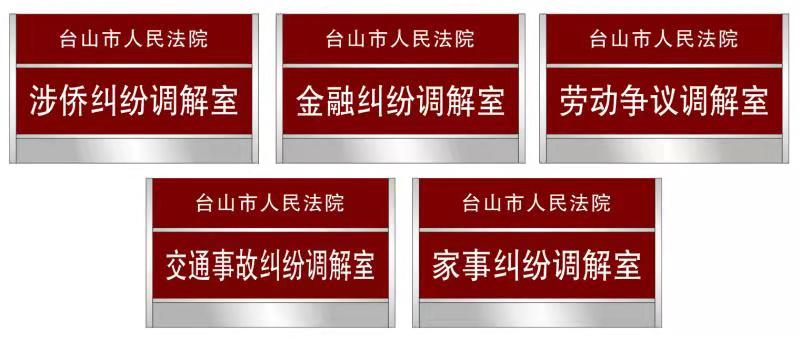 台山市人民法院
涉侨纠纷调解室
台山市人民法院
金融纠纷调解室
台山市人民法院
劳动争议调解室
台山市人民法院
交通事故纠纷调解室
台山市人民法院
家事纠纷调解室